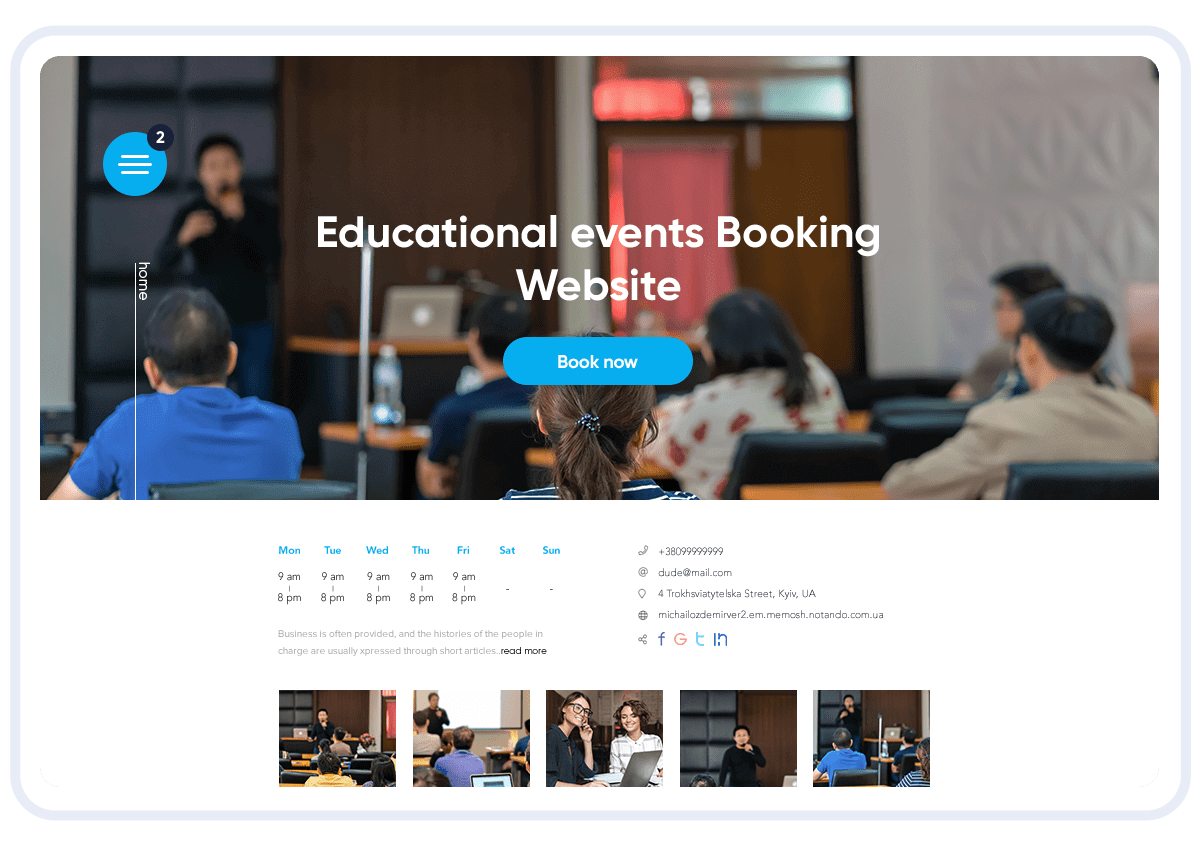 2
home
Educational events Booking
Website
Book now
Mon Tue Wed Thu Fri Sat Sun
9 am 9 am 9 am 9 am 9 am - -
8 pm 8 pm 8 pm 8 pm 8 pm
Business is often provided, and the histories of the people in
charge are usually xpressed through short articles..read more
+38099999999
dude@mail.com
4 Trokhsviatytelska Street, Kyiv, UA
michailozdemirver2.em.memosh.notando.com.ua